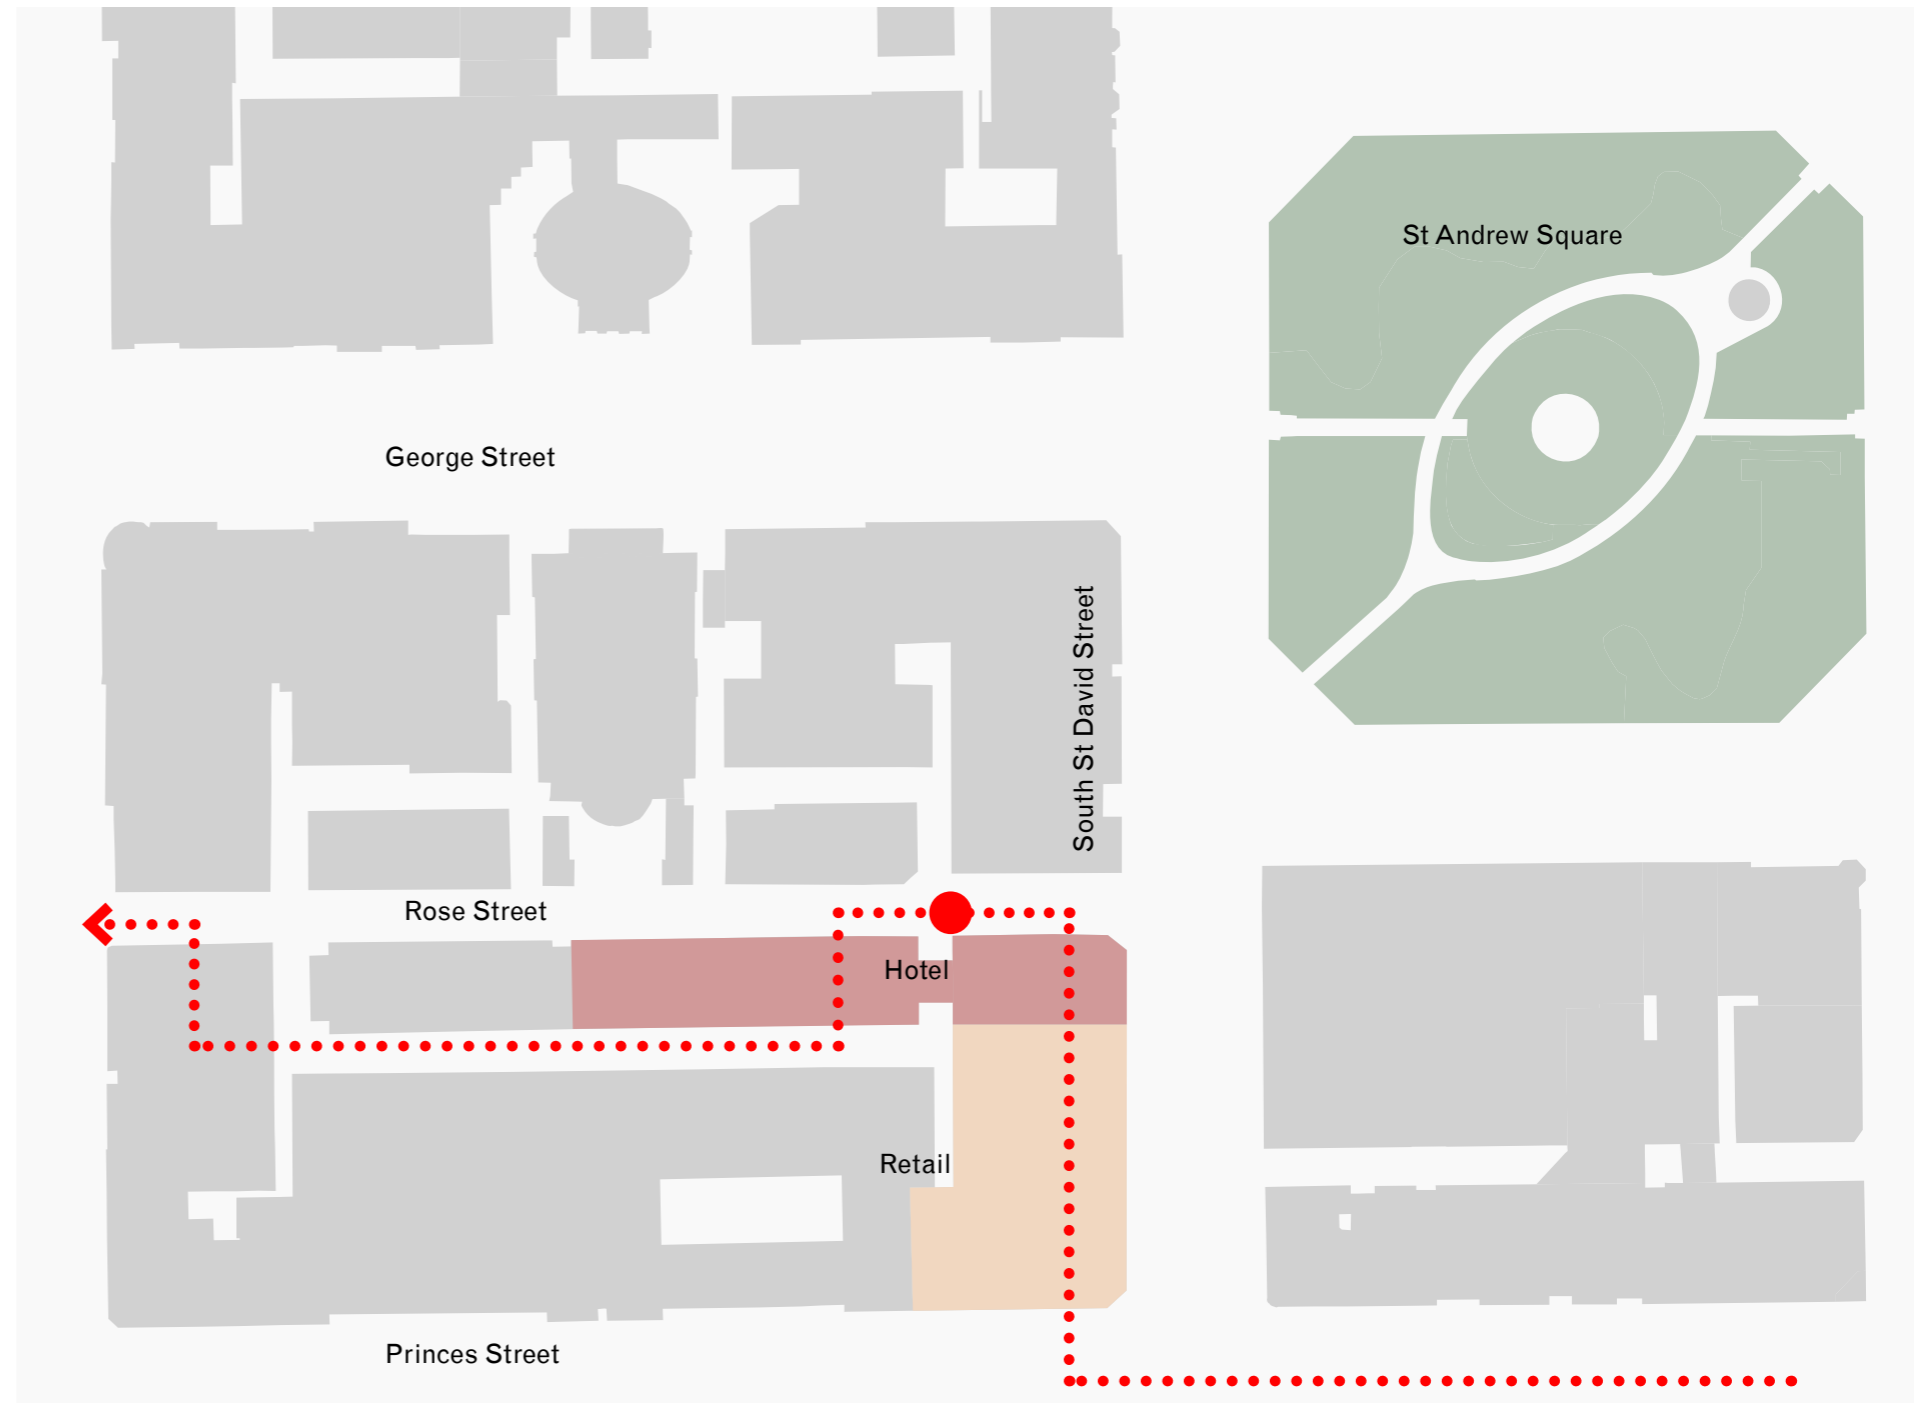 St Andrew Square
George Street
South St David Street
Rose Street
Hotel
Retail
Princes Street